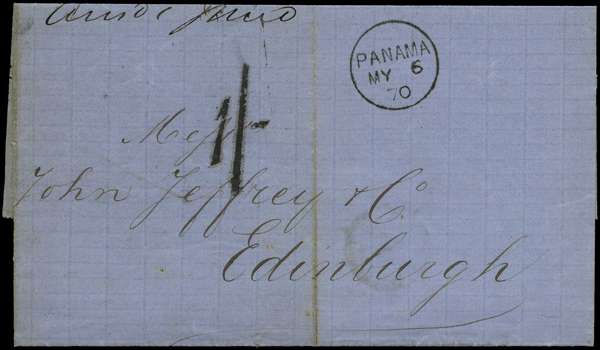 PANAMA
MY 6
70
1/-
Messrs
John Jeffrey & Co
Edinburgh